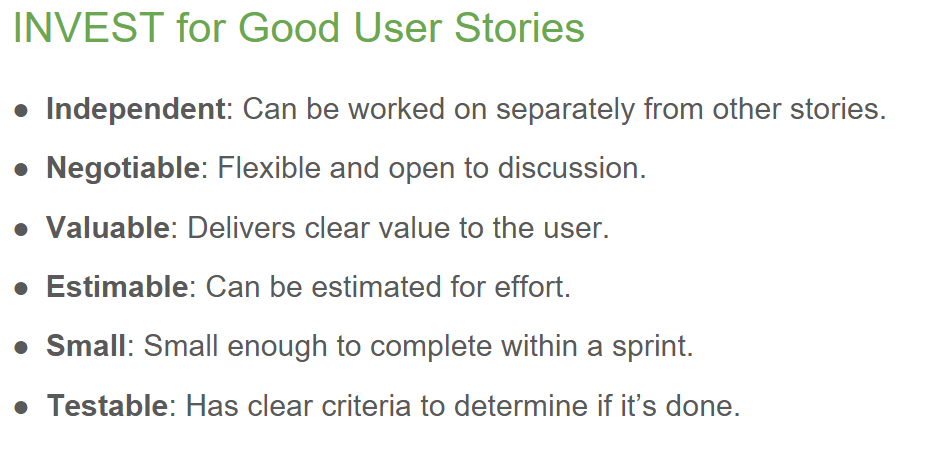 INVEST for Good User Stories
● Independent: Can be worked on separately from other stories.
● Negotiable: Flexible and open to discussion.
● Valuable: Delivers clear value to the user.
● Estimable: Can be estimated for effort.
● Small: Small enough to complete within a sprint.
● Testable: Has clear criteria to determine if it’s done.